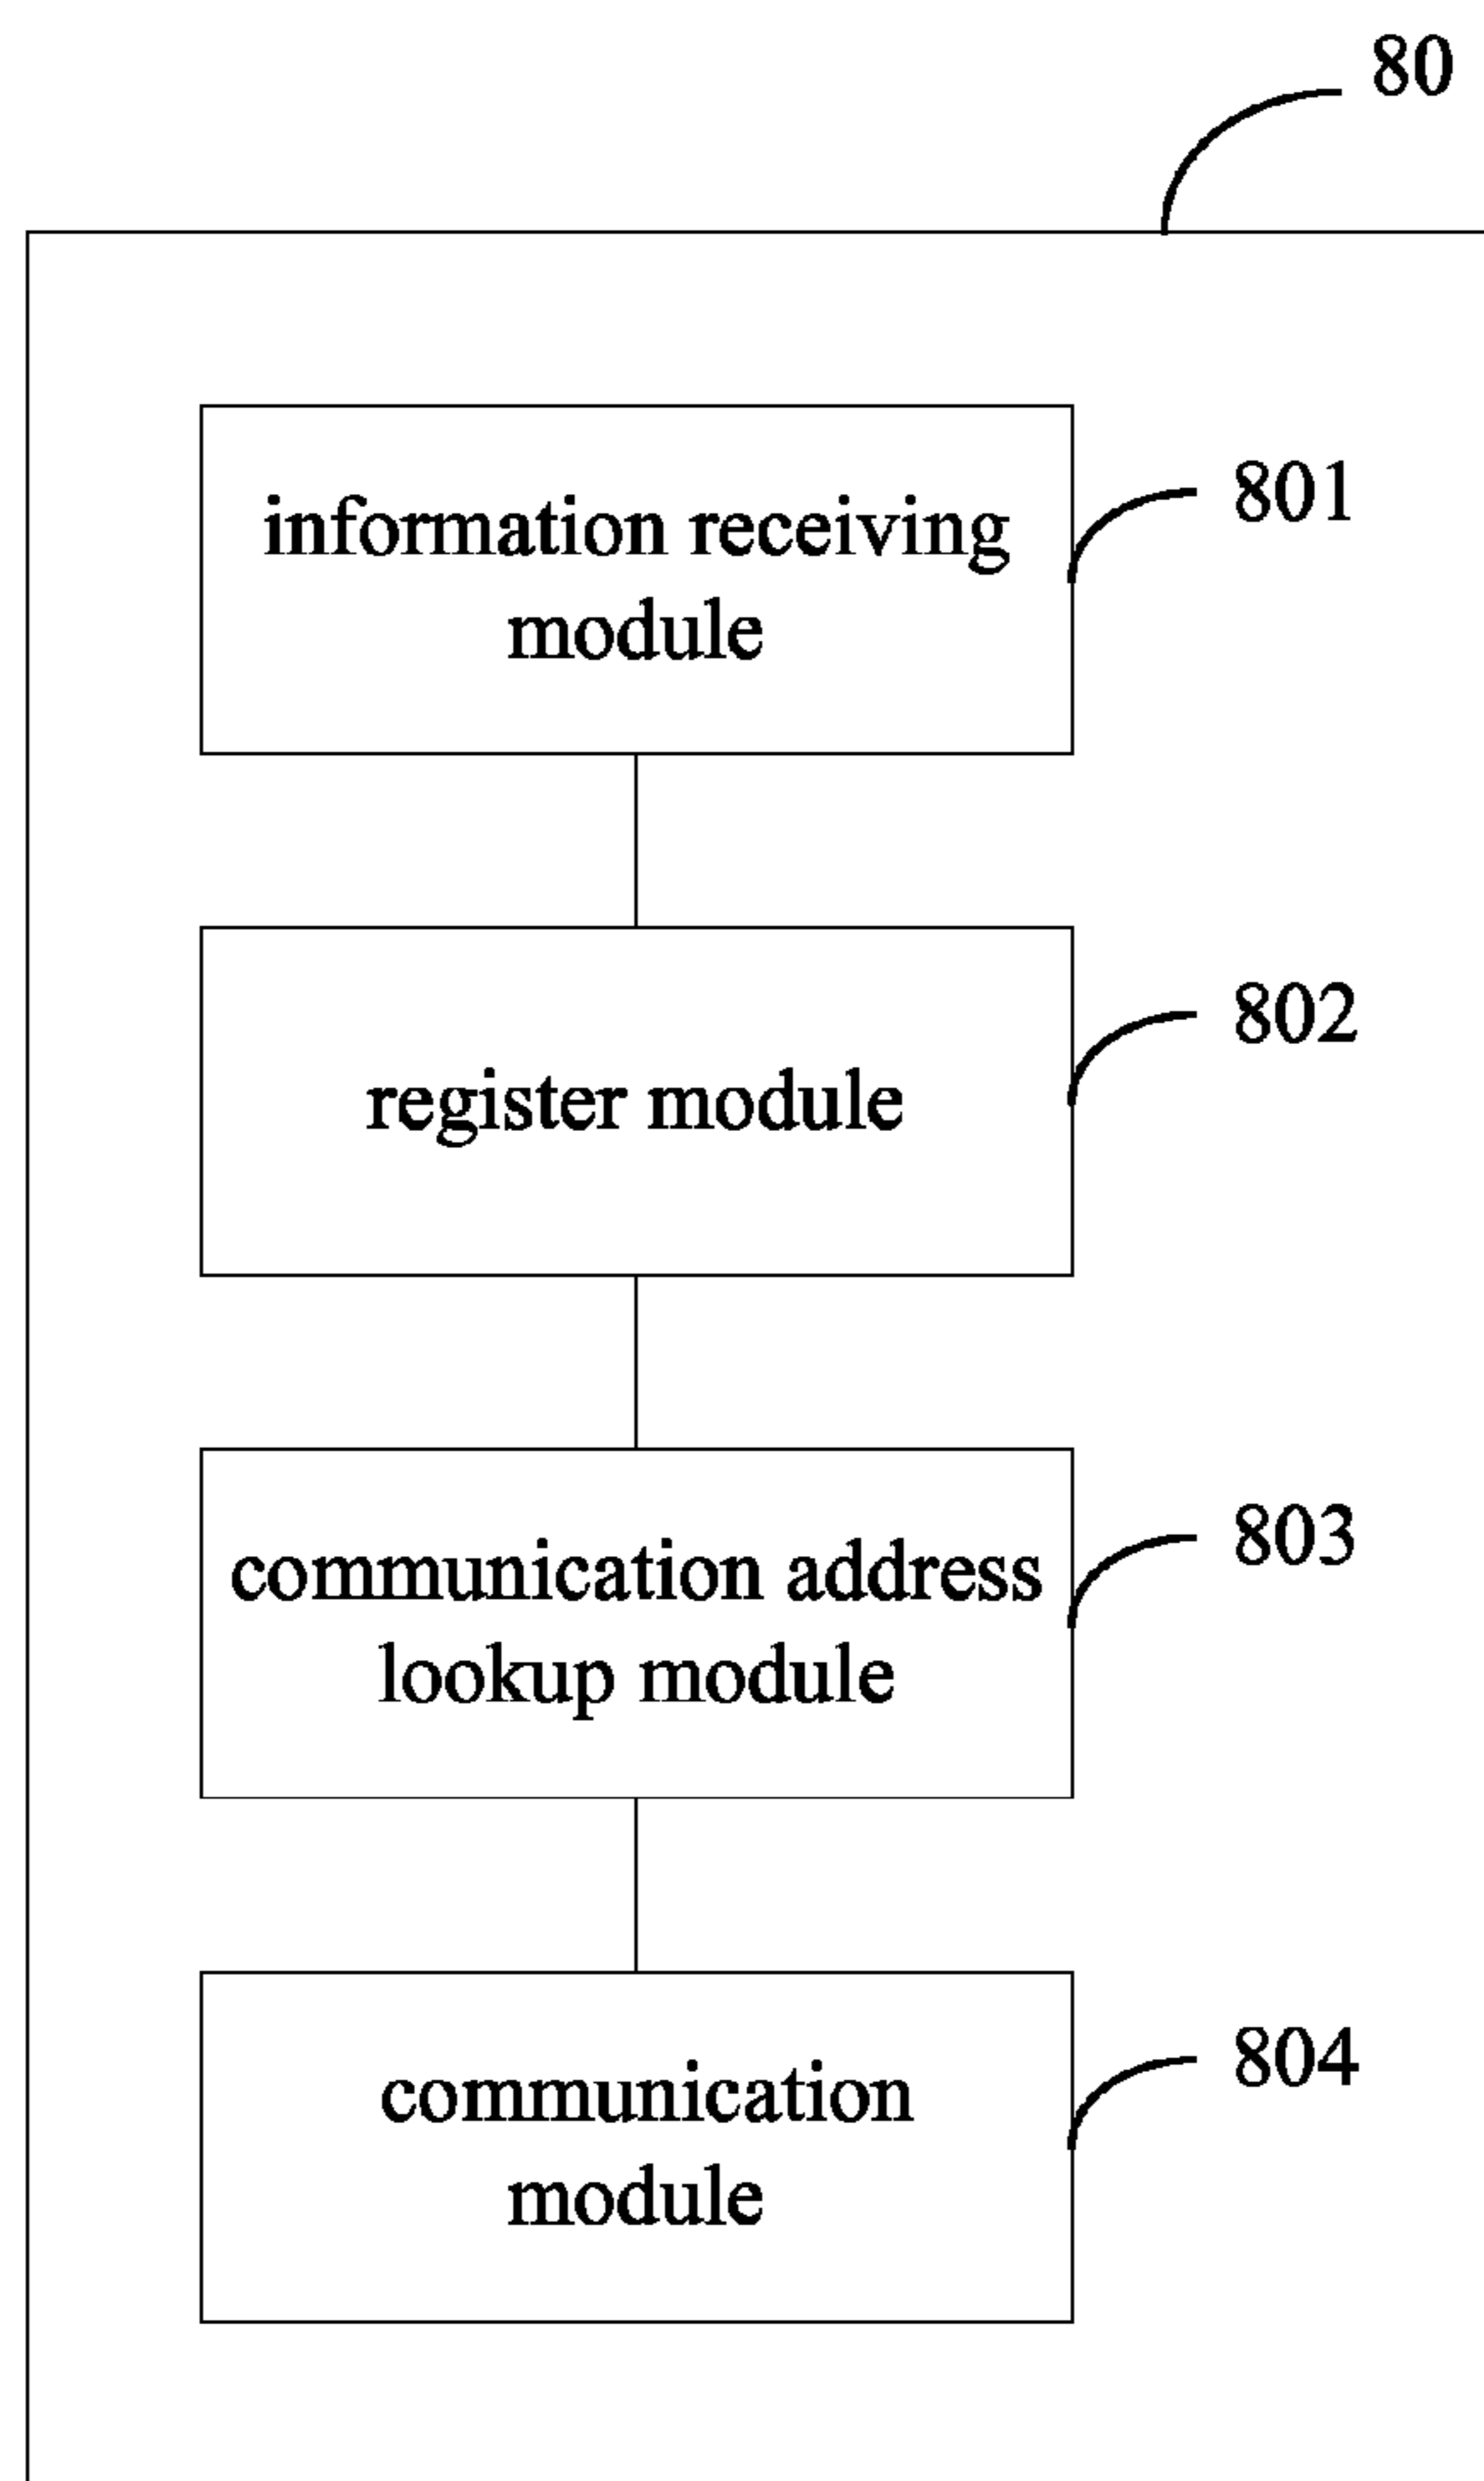 80
information receiving
module
801
register module
802
communication address
lookup module
803
communication
module
804